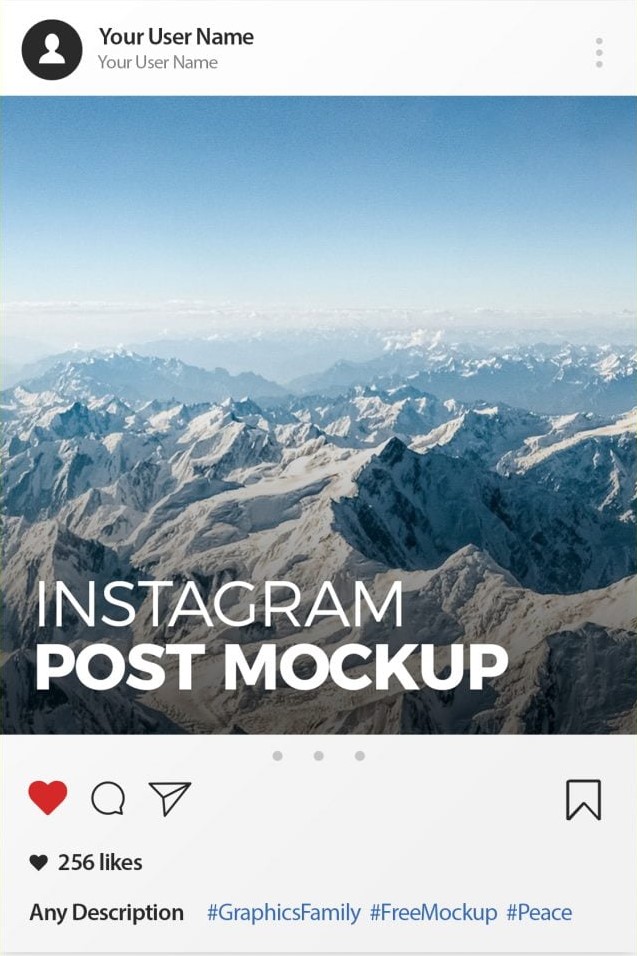 Your User Name
Your User Name
INSTAGRAM
POST MOCKUP
256 likes
Any Description #GraphicsFamily #FreeMockup #Peace